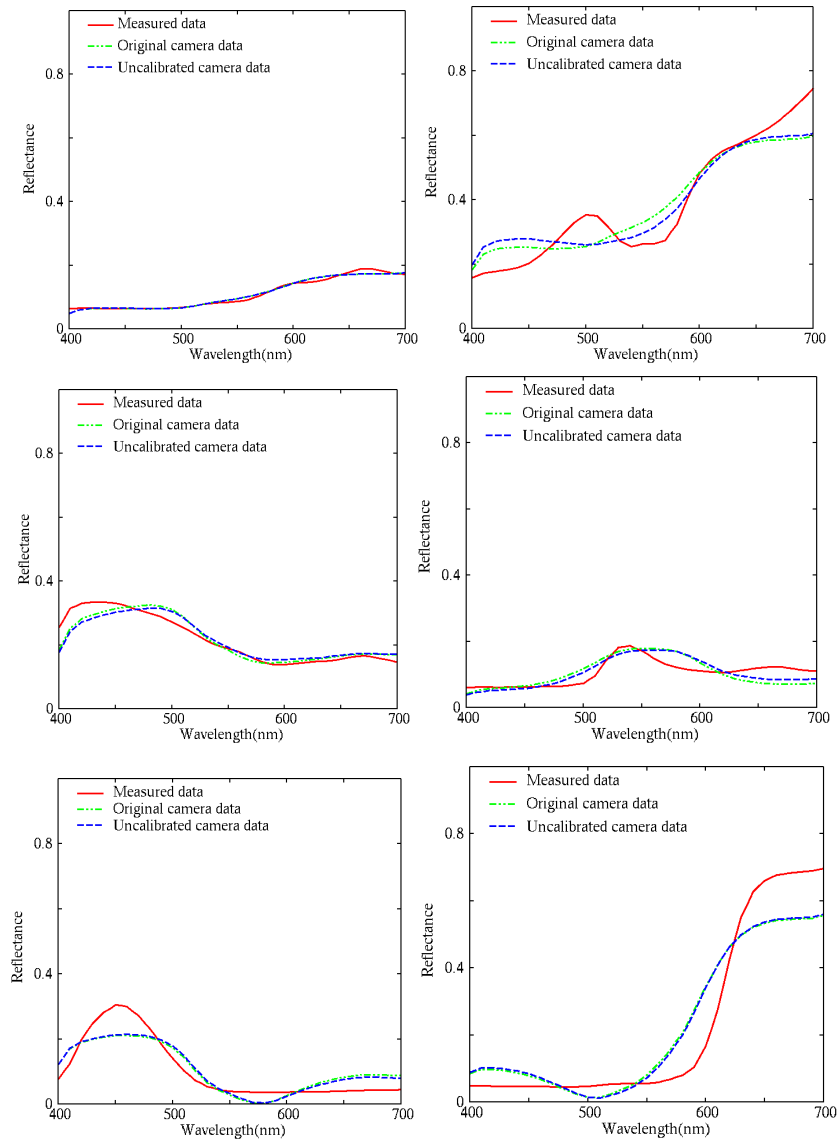 Measured data
Original camera data
Uncalibrated camera data
0.8
0.4
0
Reflectance
400 500 600 700
Wavelength(nm)
Measured data
Original camera data
Uncalibrated camera data
0.8
0.4
0
Reflectance
400 500 600 700
Wavelength(nm)
Measured data
Original camera data
Uncalibrated camera data
0.8
0.4
0
Reflectance
400 500 600 700
Wavelength(nm)
Measured data
Original camera data
Uncalibrated camera data
0.8
0.4
0
Reflectance
400 500 600 700
Wavelength(nm)
Measured data
Original camera data
Uncalibrated camera data
0.8
0.4
0
Reflectance
400 500 600 700
Wavelength(nm)
Measured data
Original camera data
Uncalibrated camera data
0.8
0.4
0
Reflectance
400 500 600 700
Wavelength(nm)